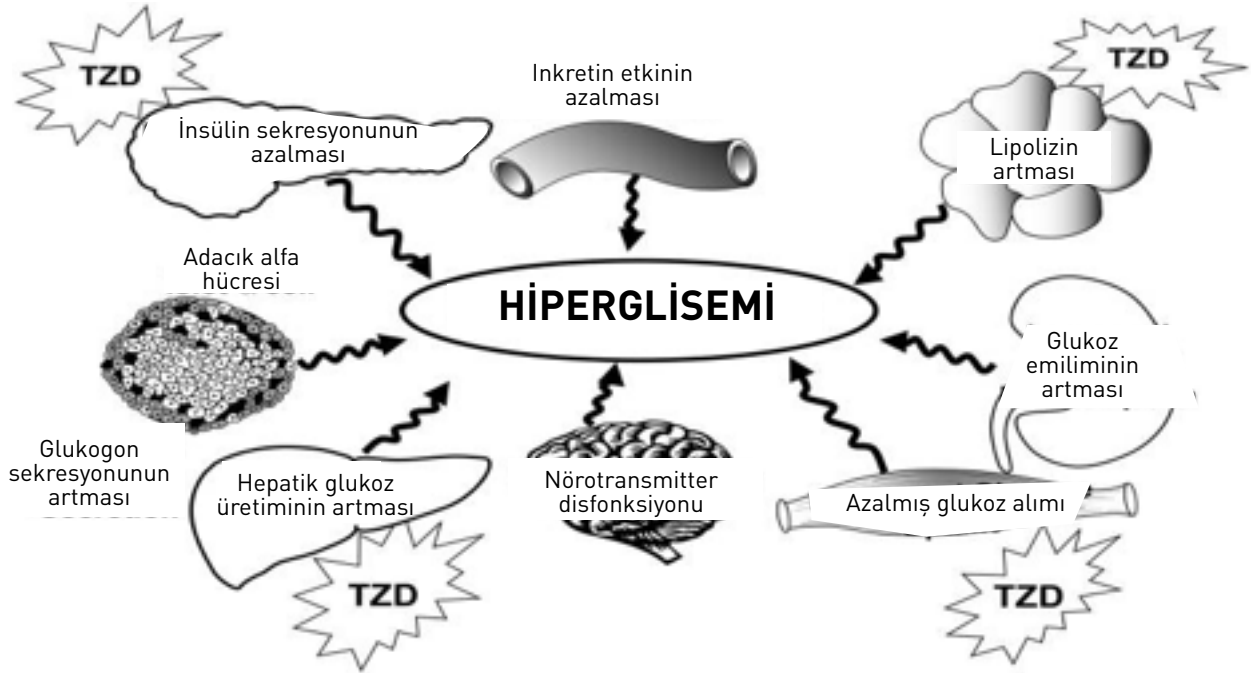 TZD
İnsülin sekresyonunun
azalması
Inkretin etkinin
azalması
TZD
Lipolizin
artması
Adacık alfa
hücresi
HİPERGLİSEMİ
Glukoz
emiliminin
artması
Glukogon
sekresyonunun
artması
Hepatik glukoz
üretiminin artması
TZD
Nörotransmitter
disfonksiyonu
Azalmış glukoz alımı
TZD